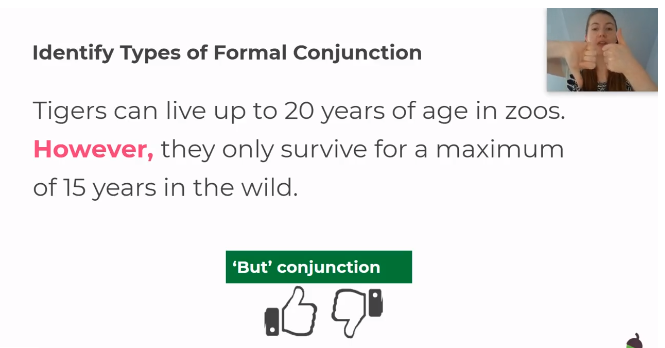 Identify Types of Formal Conjunction
Tigers can live up to 20 years of age in zoos.
However, they only survive for a maximum
of 15 years in the wild.
‘But’ conjunction